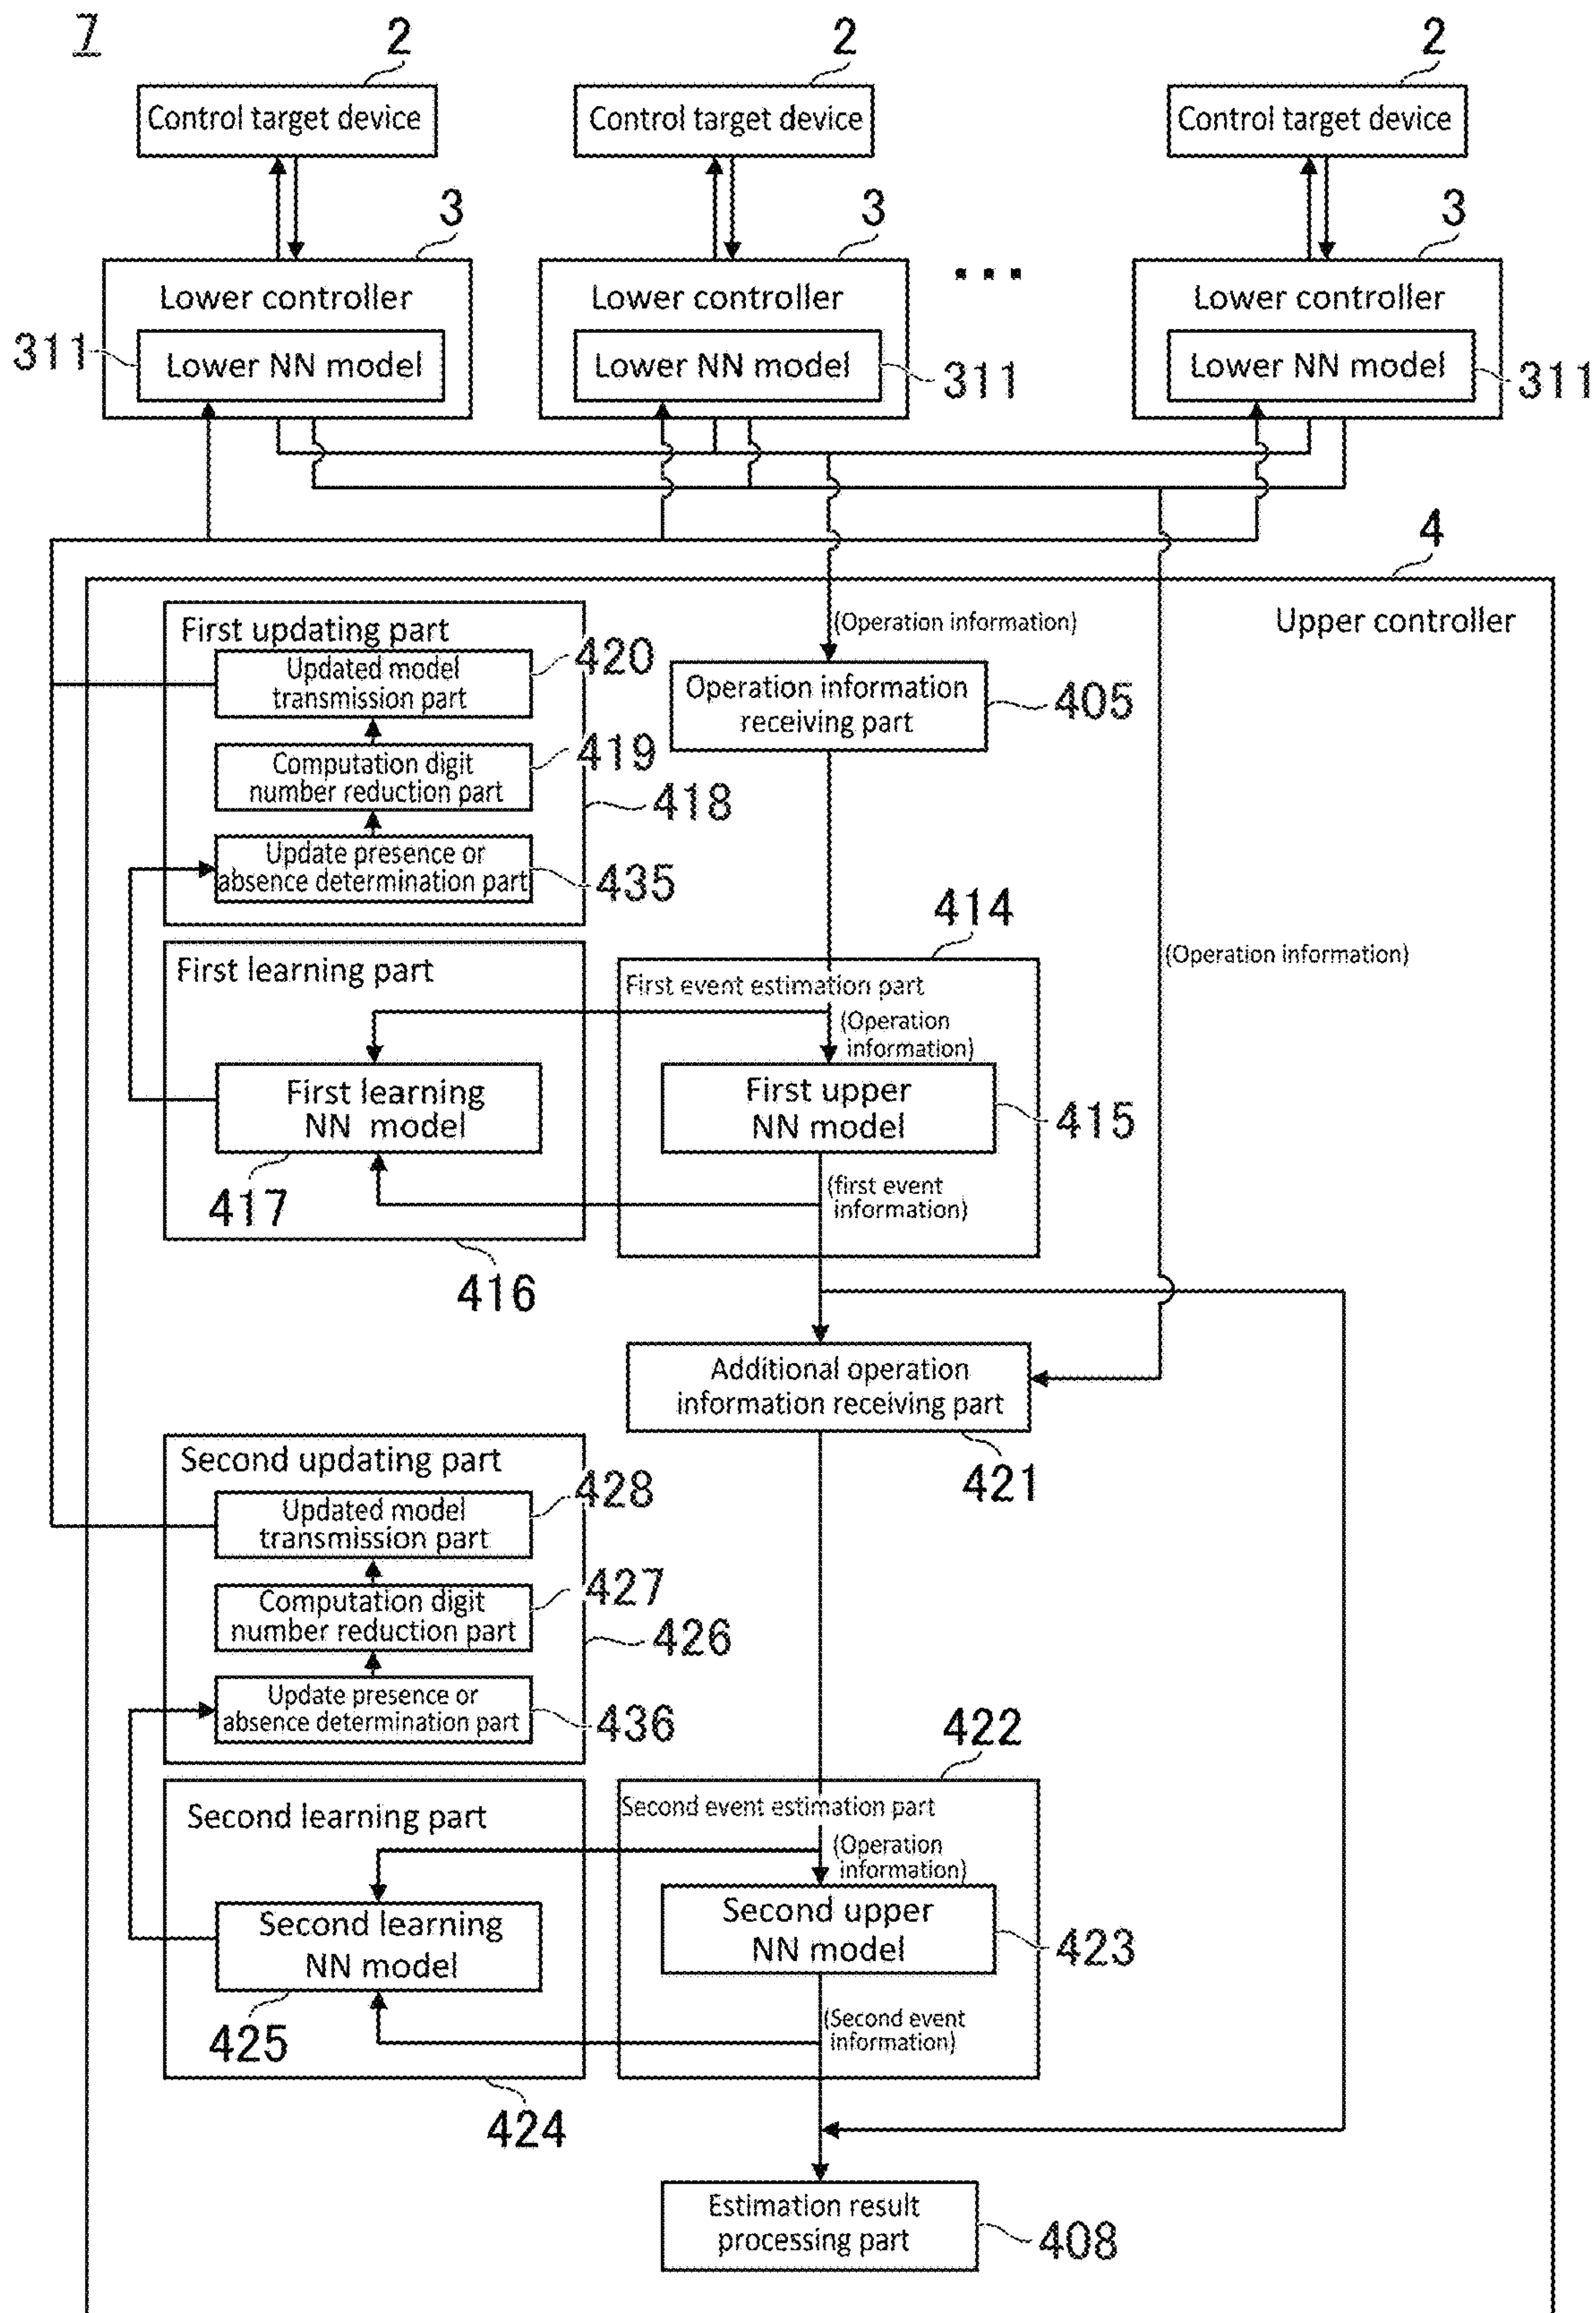 7
2
2
2
Control target device
Control target device
Control target device
3
3
3
Lower controller
Lower controller
...
Lower controller
311
Lower NN model
Lower NN model
311
Lower NN model
311
4
Upper controller
First updating part
(Operation information)
Updated model
transmission part
420
Operation information
receiving part
405
Computation digit
number reduction part
419
418
Update presence or
absence determination part
435
414
(Operation information)
First learning part
First event estimation part
(Operation
information)
First learning
NN model
First upper
NN model
415
417
(first event
information)
416
Additional operation
information receiving part
421
Second updating part
Updated model
transmission part
428
Computation digit
number reduction part
427
426
Update presence or
absence determination part
436
422
Second learning part
Second event estimation part
(Operation
information)
Second learning
NN model
Second upper
NN model
423
425
(Second event
information)
424
Estimation result
processing part
408